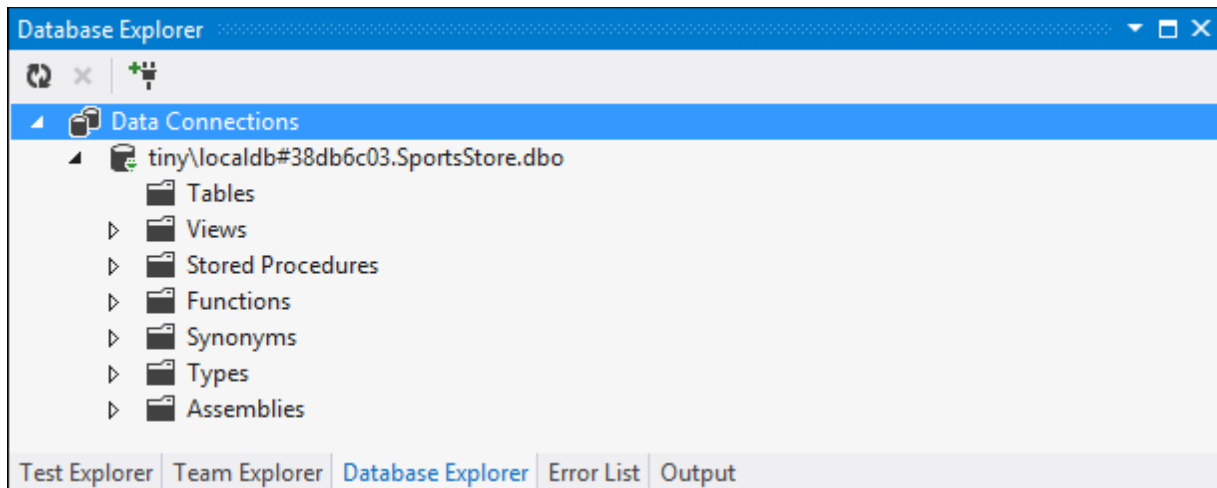 Database Explorer
Data Connections
tiny\localdb#38db6c03.SportsStore.dbo
Tables
Views
Stored Procedures
Functions
Synonyms
Types
Assemblies
Test Explorer Team Explorer Database Explorer Error List Output